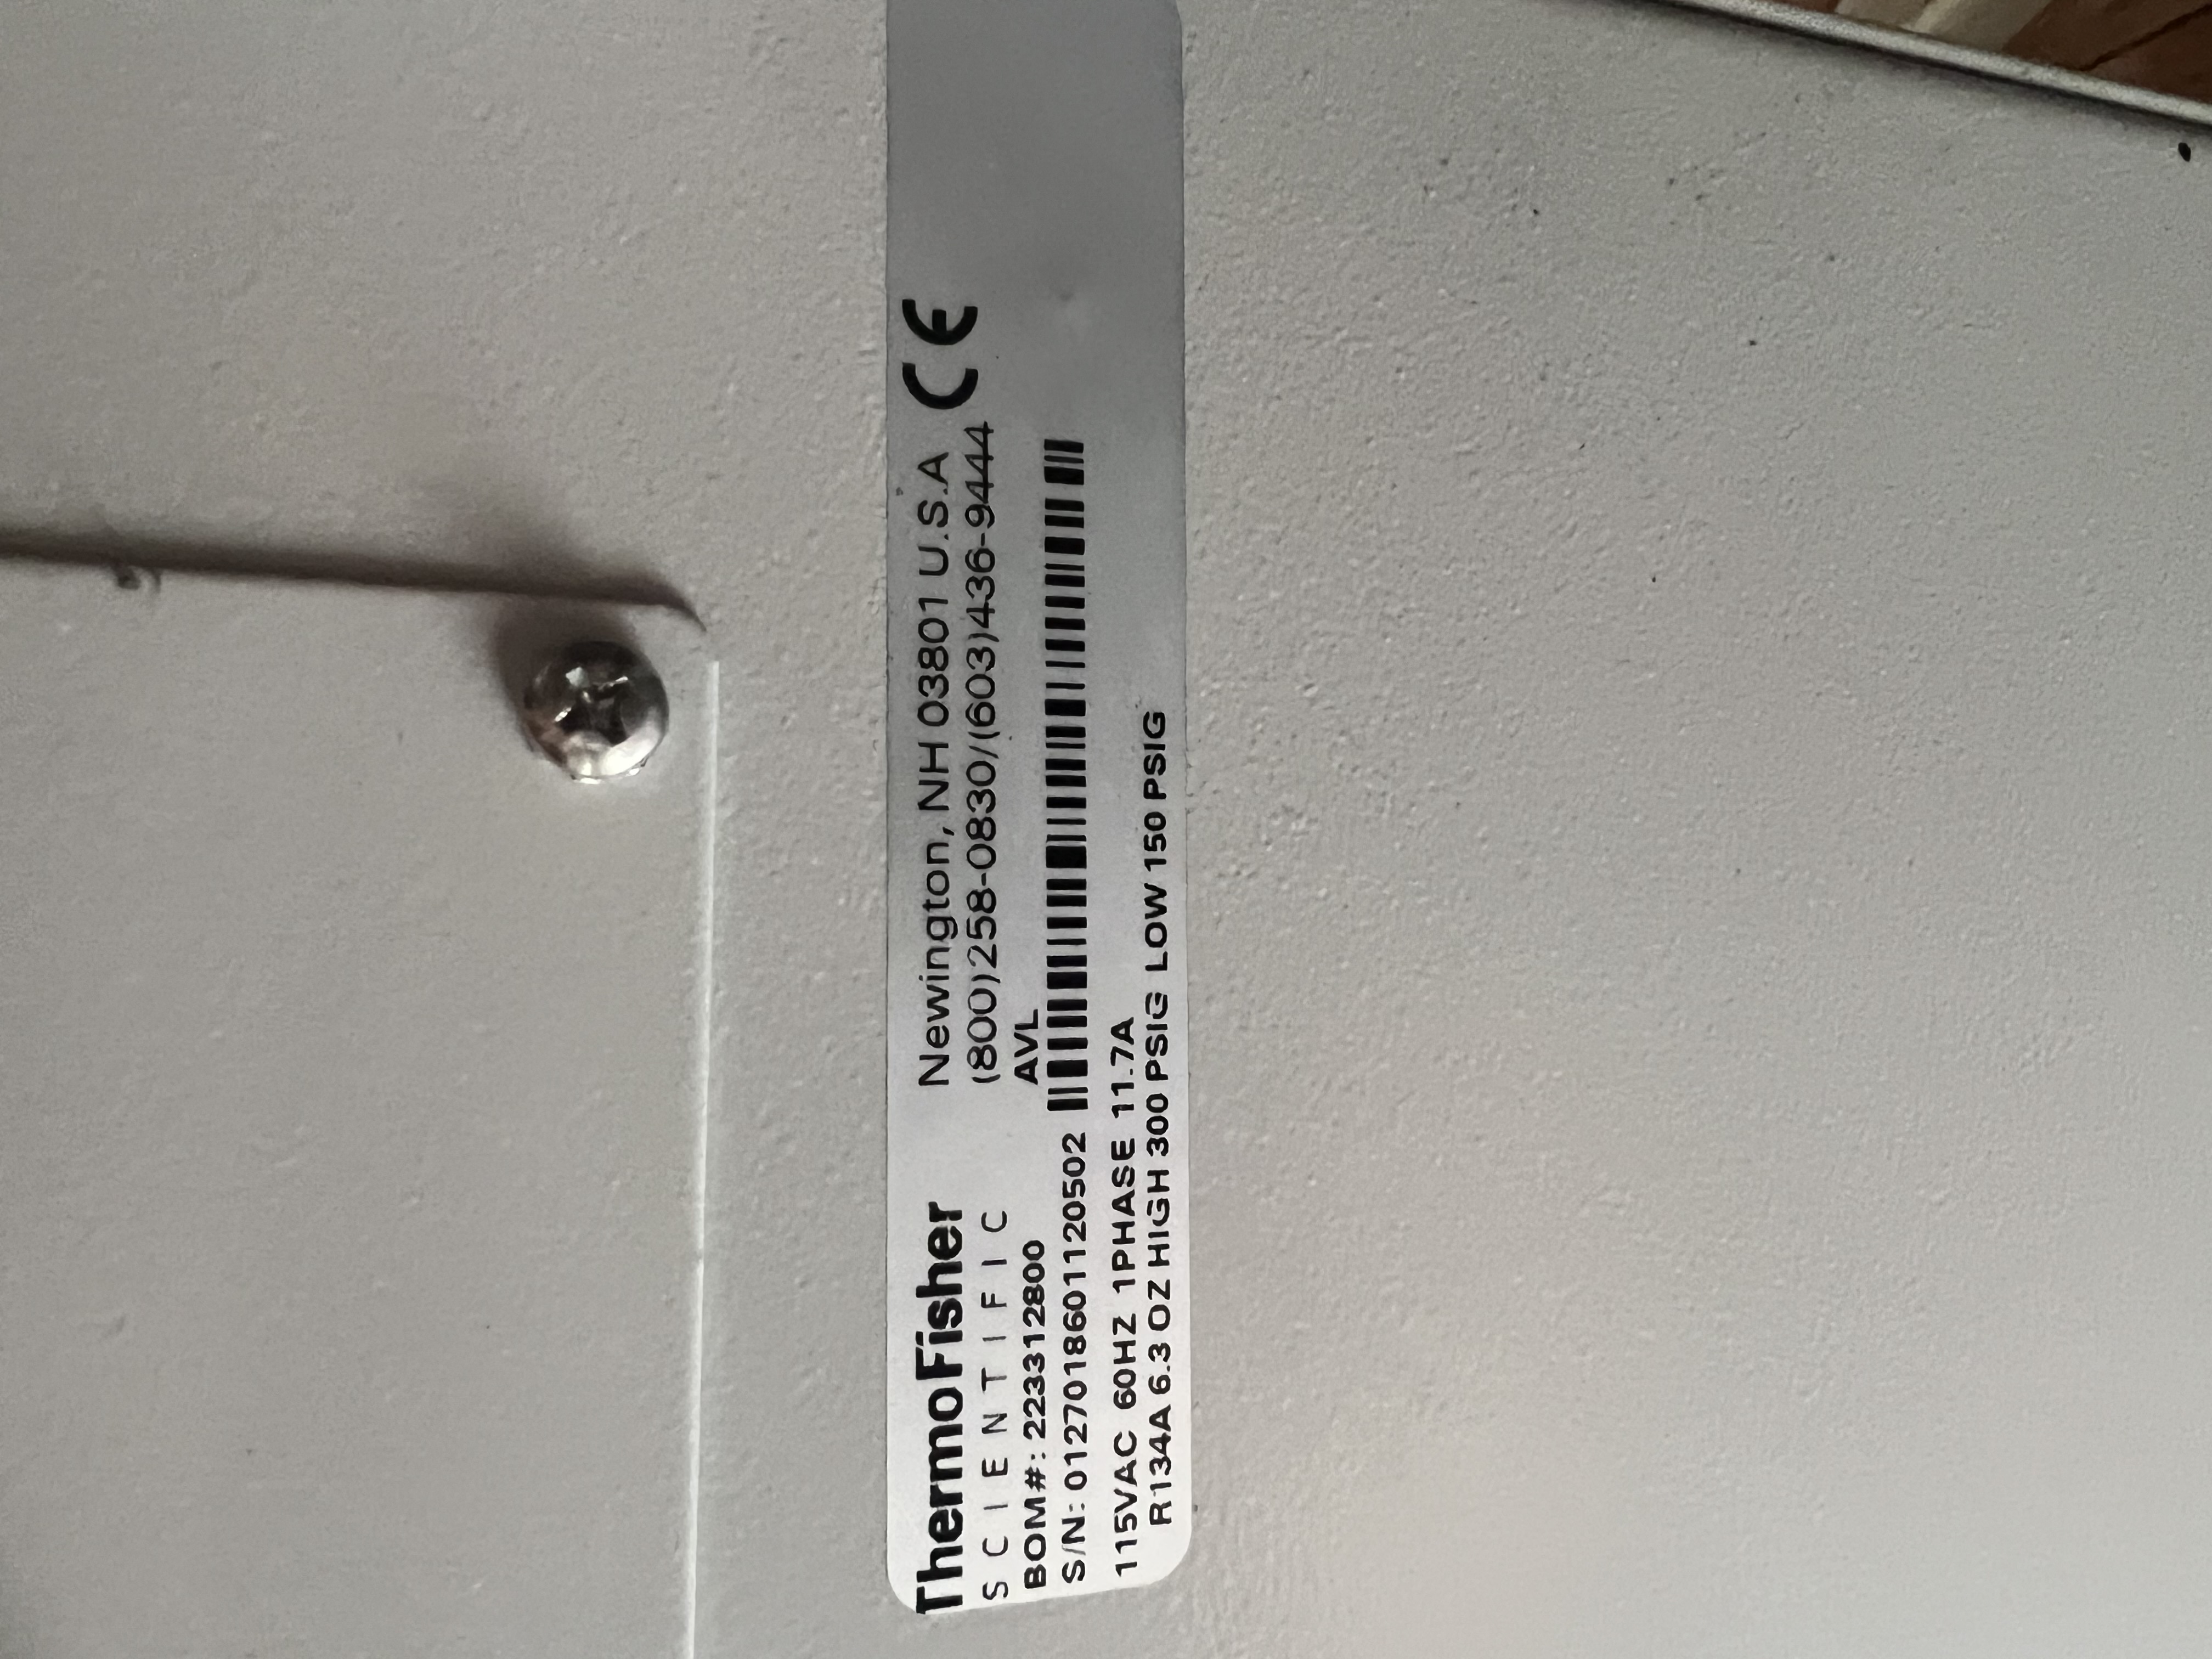 ThermoFisher
SCIENTIFIC
Newington, NH 03801 U.S.A
(800)258-0830/(603)436-9444
CE
BOM#: 223312800 AVL
S/N: 0127018601120502
115VAC 60HZ 1PHASE 11.7A
R134A 6.3 OZ HIGH 300 PSIG LOW 150 PSIG